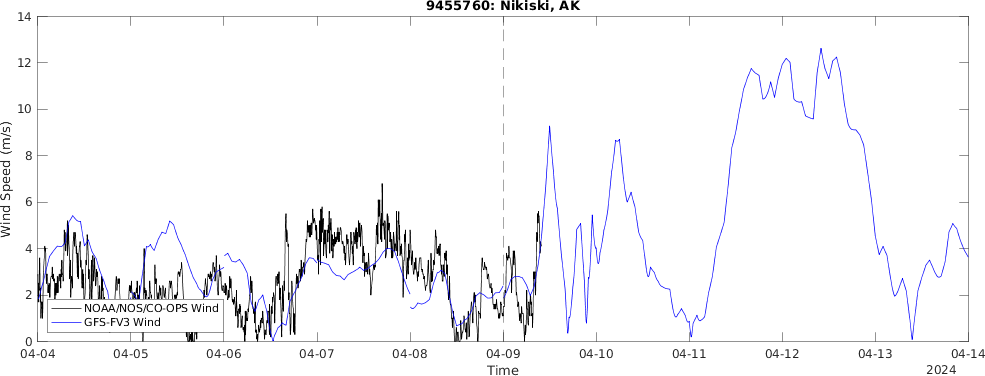 9455760: Nikiski, AK
Wind Speed (m/s)
14
12
10
8
6
4
2
0
NOAA/NOS/CO-OPS Wind
GFS-FV3 Wind
04-04 04-05 04-06 04-07 04-08 04-09 04-10 04-11 04-12 04-13 04-14
Time
2024